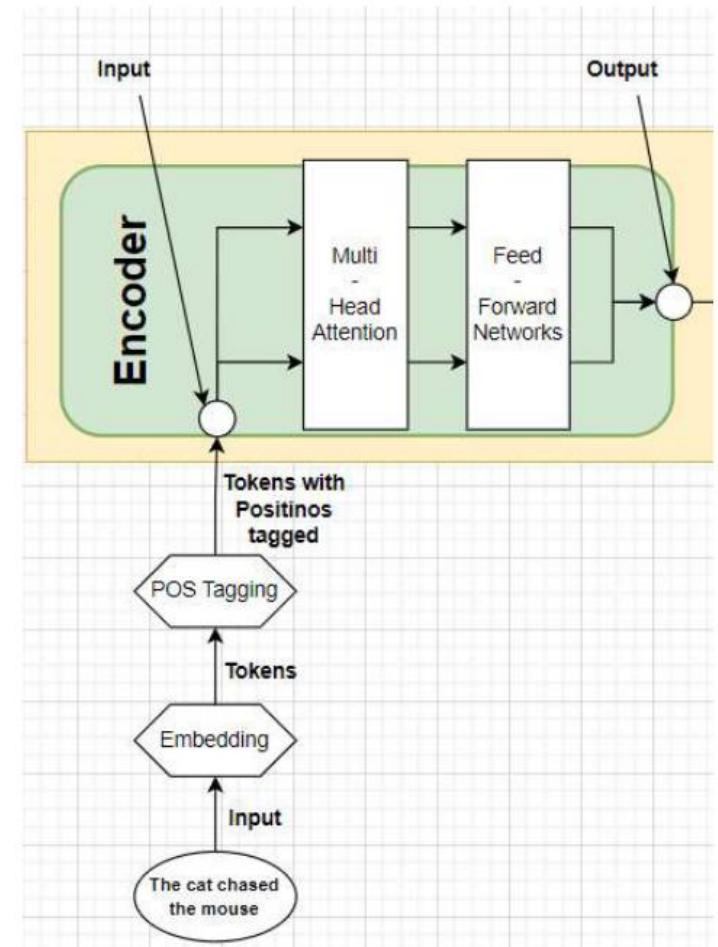 Input
Output
Encoder
Multi
-
Head
Attention
Feed
-
Forward
Networks
Tokens with
Positinos
tagged
POS Tagging
Tokens
Embedding
Input
The cat chased
the mouse